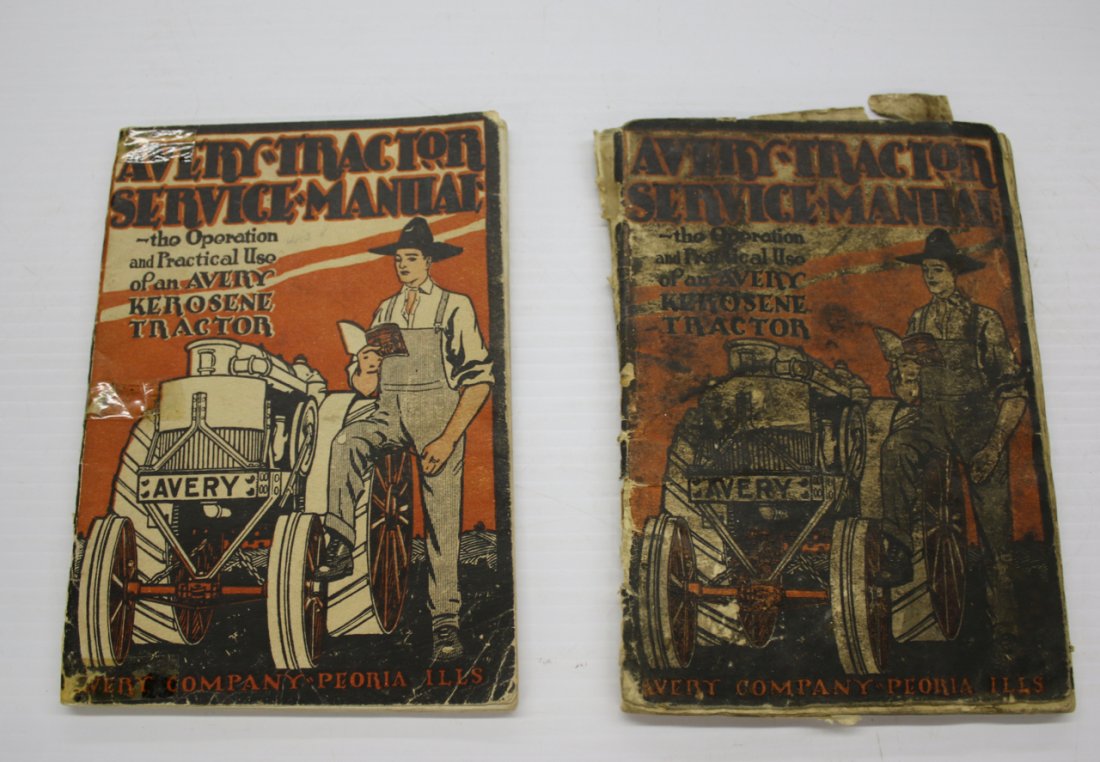 AVERY·TRACTOR
SERVICE·MANUAL
~the Operation
and Practical Use
of an AVERY
KEROSENE
TRACTOR
AVERY
AVERY COMPANY·PEORIA ILLS
AVERY·TRACTOR
SERVICE·MANUAL
~the Operation
and Practical Use
of an AVERY
KEROSENE
TRACTOR
AVERY
AVERY COMPANY·PEORIA ILLS